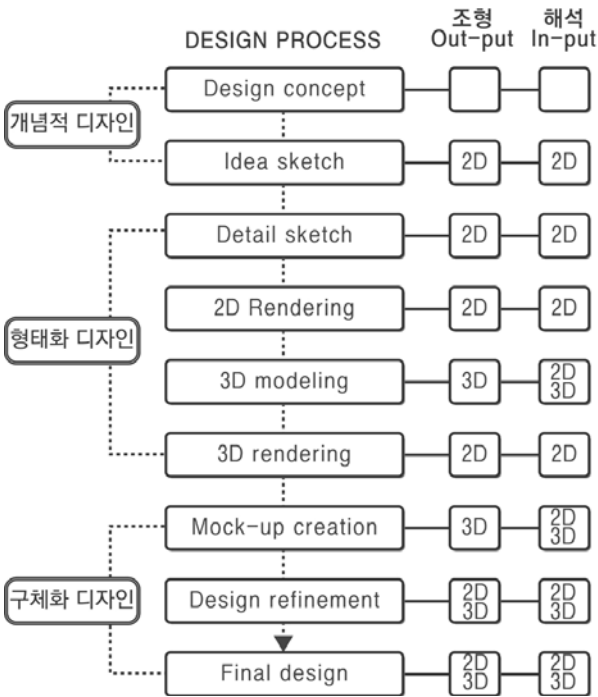 조형 해석
DESIGN PROCESS Out-put In-put
Design concept
개념적 디자인
Idea sketch 2D 2D
Detail sketch 2D 2D
2D Rendering 2D 2D
형태화 디자인
3D modeling 3D 2D 3D
3D rendering 2D 2D
Mock-up creation 3D 2D 3D
구체화 디자인
Design refinement 2D 3D 2D 3D
Final design 2D 3D 2D 3D